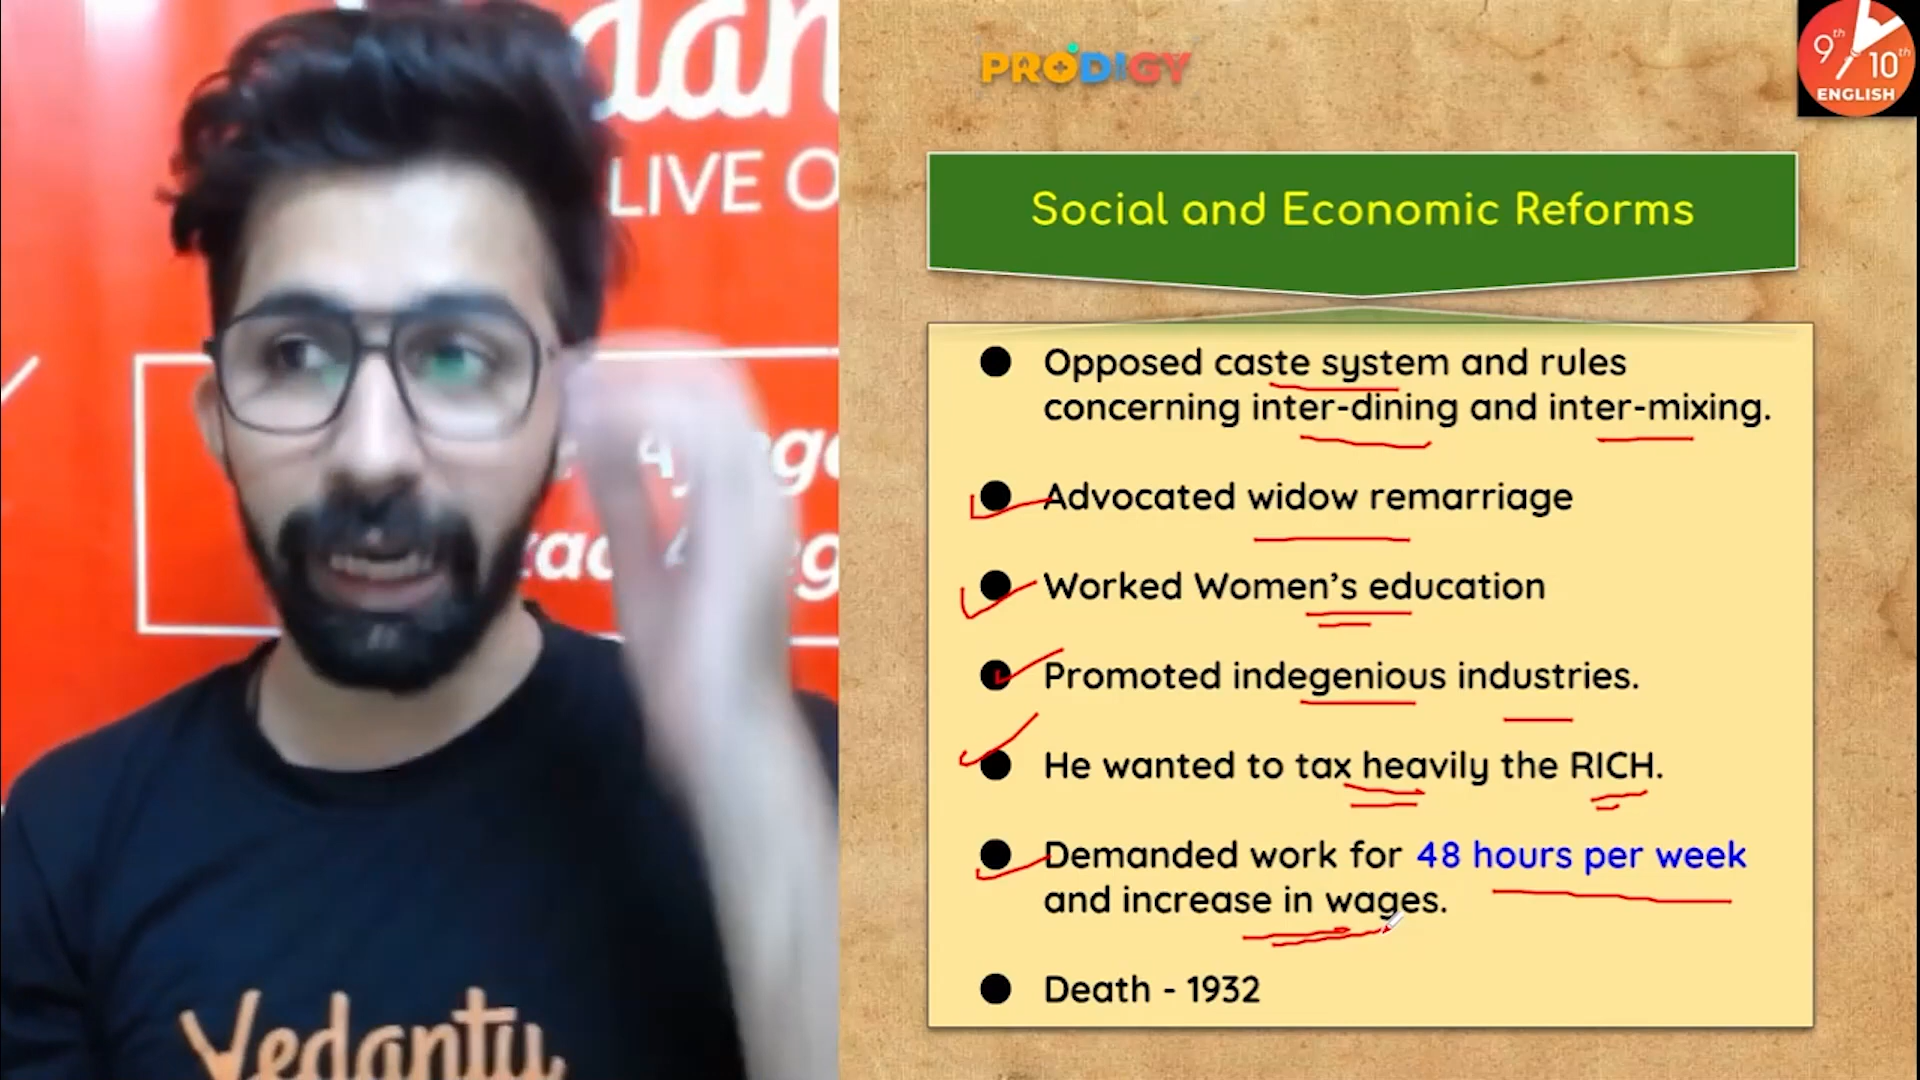 dan
LIVE O
Vedantu
PRODIGY
9th 10th
ENGLISH
Social and Economic Reforms
● Opposed caste system and rules
concerning inter-dining and inter-mixing.
● Advocated widow remarriage
● Worked Women’s education
● Promoted indegenious industries.
● He wanted to tax heavily the RICH.
● Demanded work for 48 hours per week
and increase in wages.
● Death - 1932